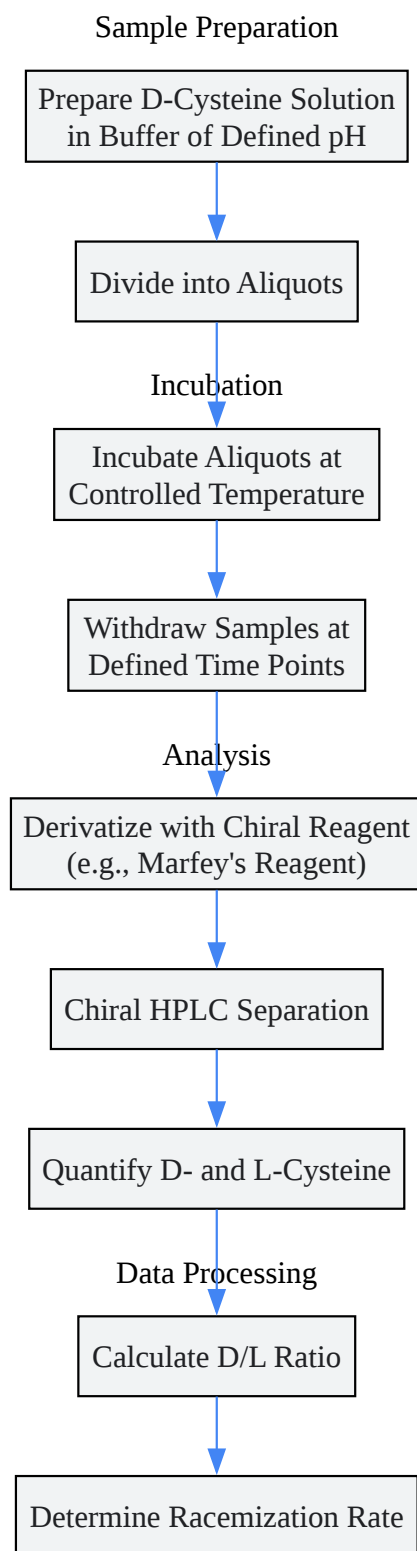 Sample Preparation
Prepare D-Cysteine Solution
in Buffer of Defined pH
Divide into Aliquots
Incubation
Incubate Aliquots at
Controlled Temperature
Withdraw Samples at
Defined Time Points
Analysis
Derivatize with Chiral Reagent
(e.g., Marfey's Reagent)
Chiral HPLC Separation
Quantify D- and L-Cysteine
Data Processing
Calculate D/L Ratio
Determine Racemization Rate